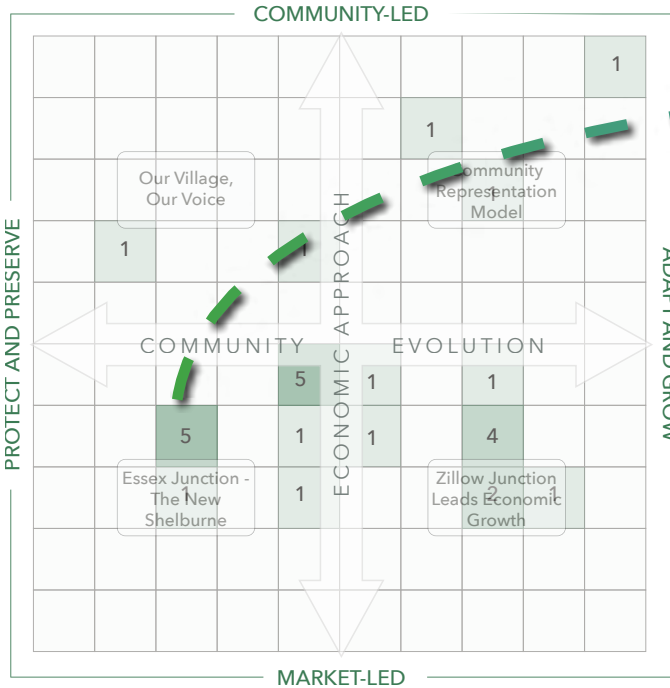 COMMUNITY-LED
1
1
Our Village,
Our Voice
Community
Representation
1
Model
1
1
PROTECT AND PRESERVE
ADAPT AND GROW
ECONOMIC APPROACH
COMMUNITY
EVOLUTION
5
1
1
5
1
1
4
Essex Junction -
The New
Shelburne
1
1
Zillow Junction
Leads Economic
Growth
2
1
MARKET-LED